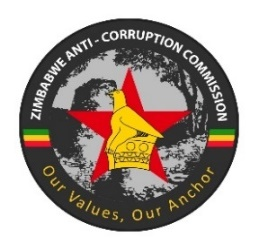 ZIMBABWE ANTI-CORRUPTION COMMISSION
Our Values, Our Anchor